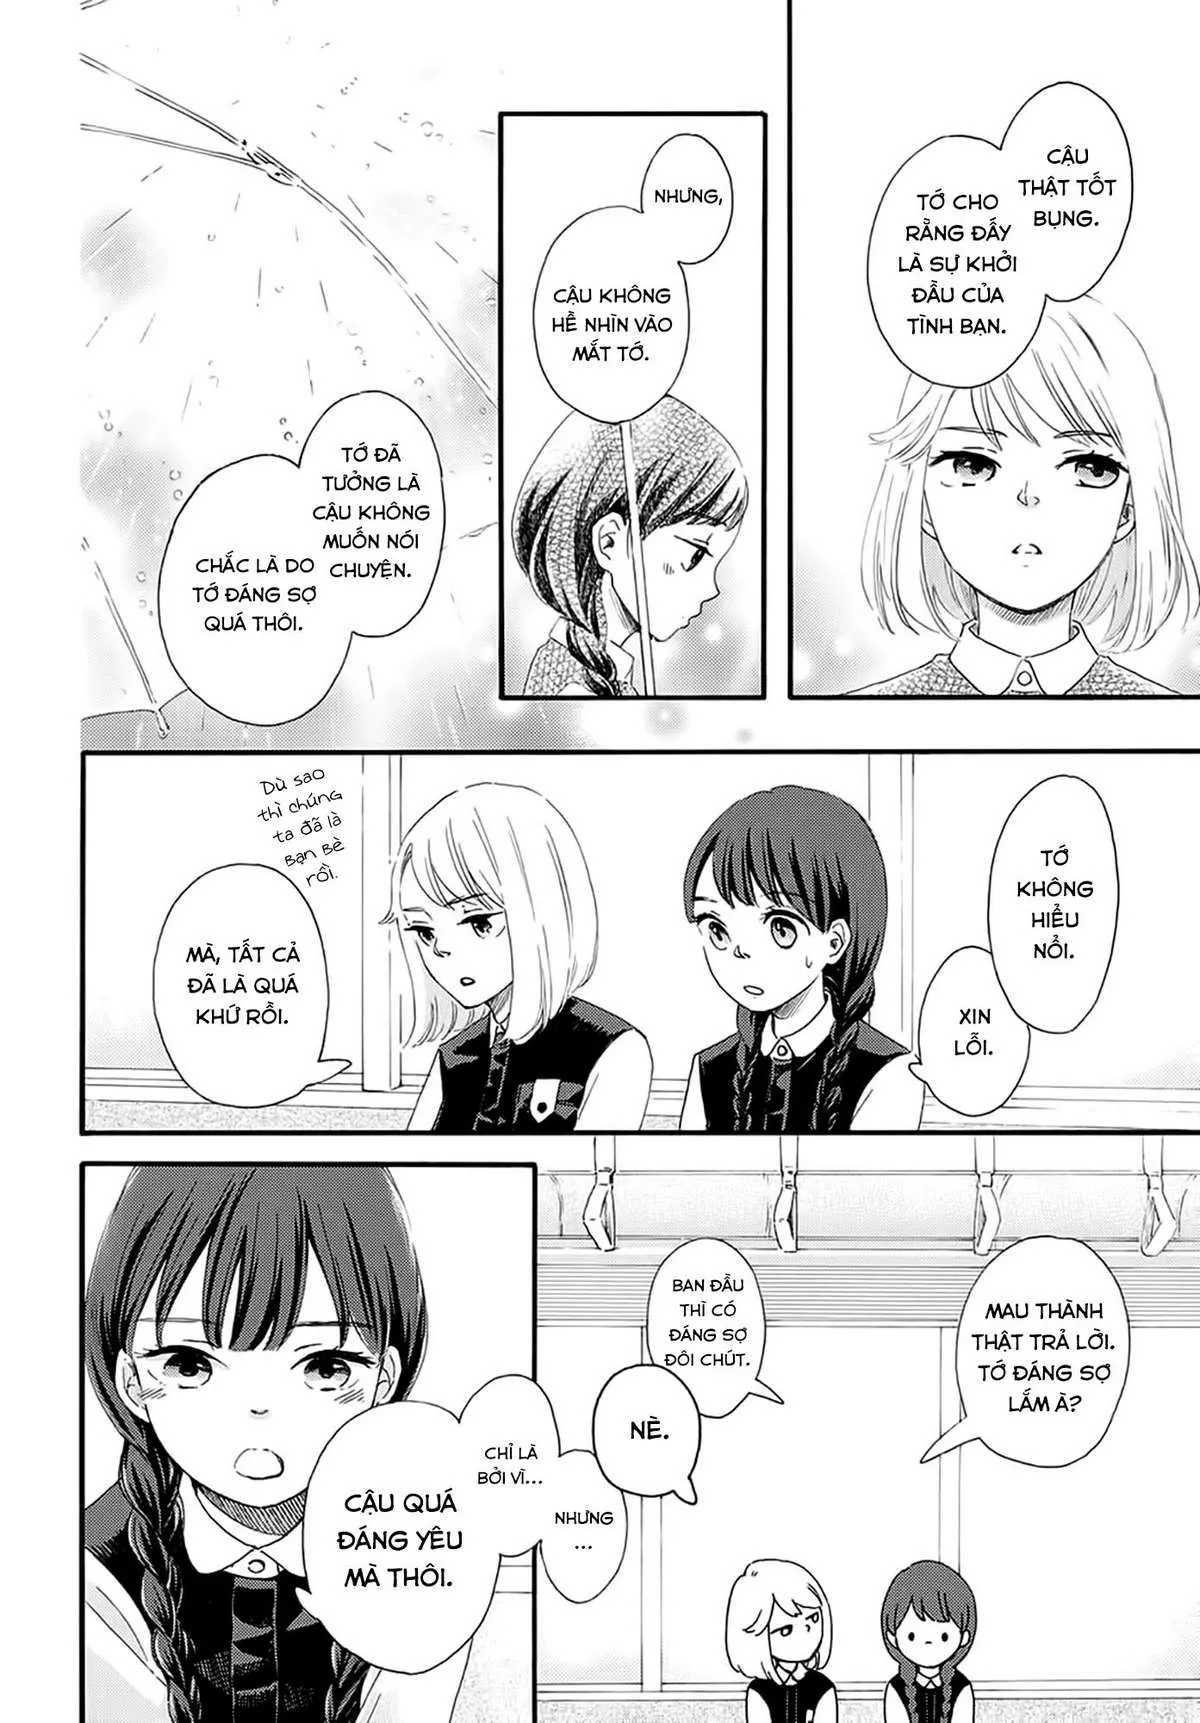 CẬU
THẬT TỐT
BỤNG.
TỚ CHO
RẰNG ĐẤY
LÀ SỰ KHỞI
ĐẦU CỦA
TÌNH BẠN.
NHƯNG,
CẬU KHÔNG
HỀ NHÌN VÀO
MẮT TỚ.
TỚ ĐÃ
TƯỞNG LÀ
CẬU KHÔNG
MUỐN NÓI
CHUYỆN.
CHẮC LÀ DO
TỚ ĐÁNG SỢ
QUÁ THÔI.
TỚ
KHÔNG
HIỂU
NỔI.
XIN
LỖI.
Dù sao
thì chúng
ta đã là
bạn bè
rồi.
MÀ, TẤT CẢ
ĐÃ LÀ QUÁ
KHỨ RỒI.
MAU THÀNH
THẬT TRẢ LỜI.
TỚ ĐÁNG SỢ
LẮM À?
BAN ĐẦU
THÌ CÓ
ĐÁNG SỢ
ĐÔI CHÚT.
NÈ.
NHƯNG
...
CHỈ LÀ
BỞI VÌ...
CẬU QUÁ
ĐÁNG YÊU
MÀ THÔI.